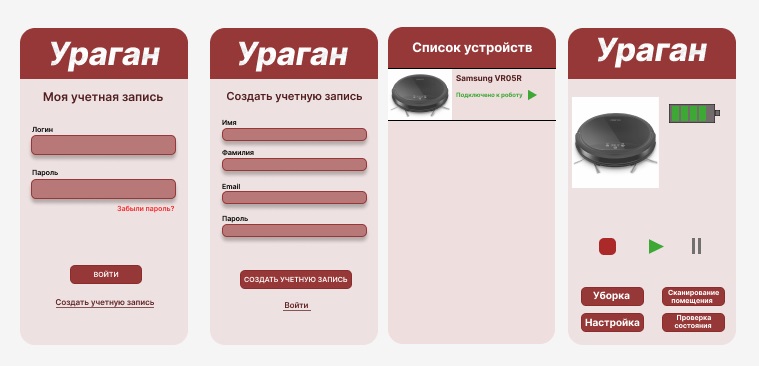 Ураган
Моя учетная запись
Логин
Пароль
Забыли пароль?
ВОЙТИ
Создать учетную запись
Ураган
Создать учетную запись
Имя
Фамилия
Email
Пароль
СОЗДАТЬ УЧЕТНУЮ ЗАПИСЬ
Войти
Список устройств
Samsung VR05R
Подключено к роботу
Ураган
Уборка
Сканирование
помещения
Настройка
Проверка
состояния